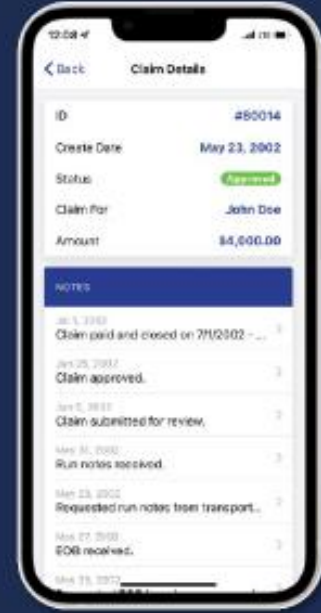 12:08
Back Claim Details
ID #80014
Create Date May 23, 2002
Status Approved
Claim For John Doe
Amount $4,000.00
NOTES
Claim paid and closed on 7/1/2002 - ...
Claim approved.
Claim submitted for review.
Run notes received.
Requested run notes from transport...
EOB received.